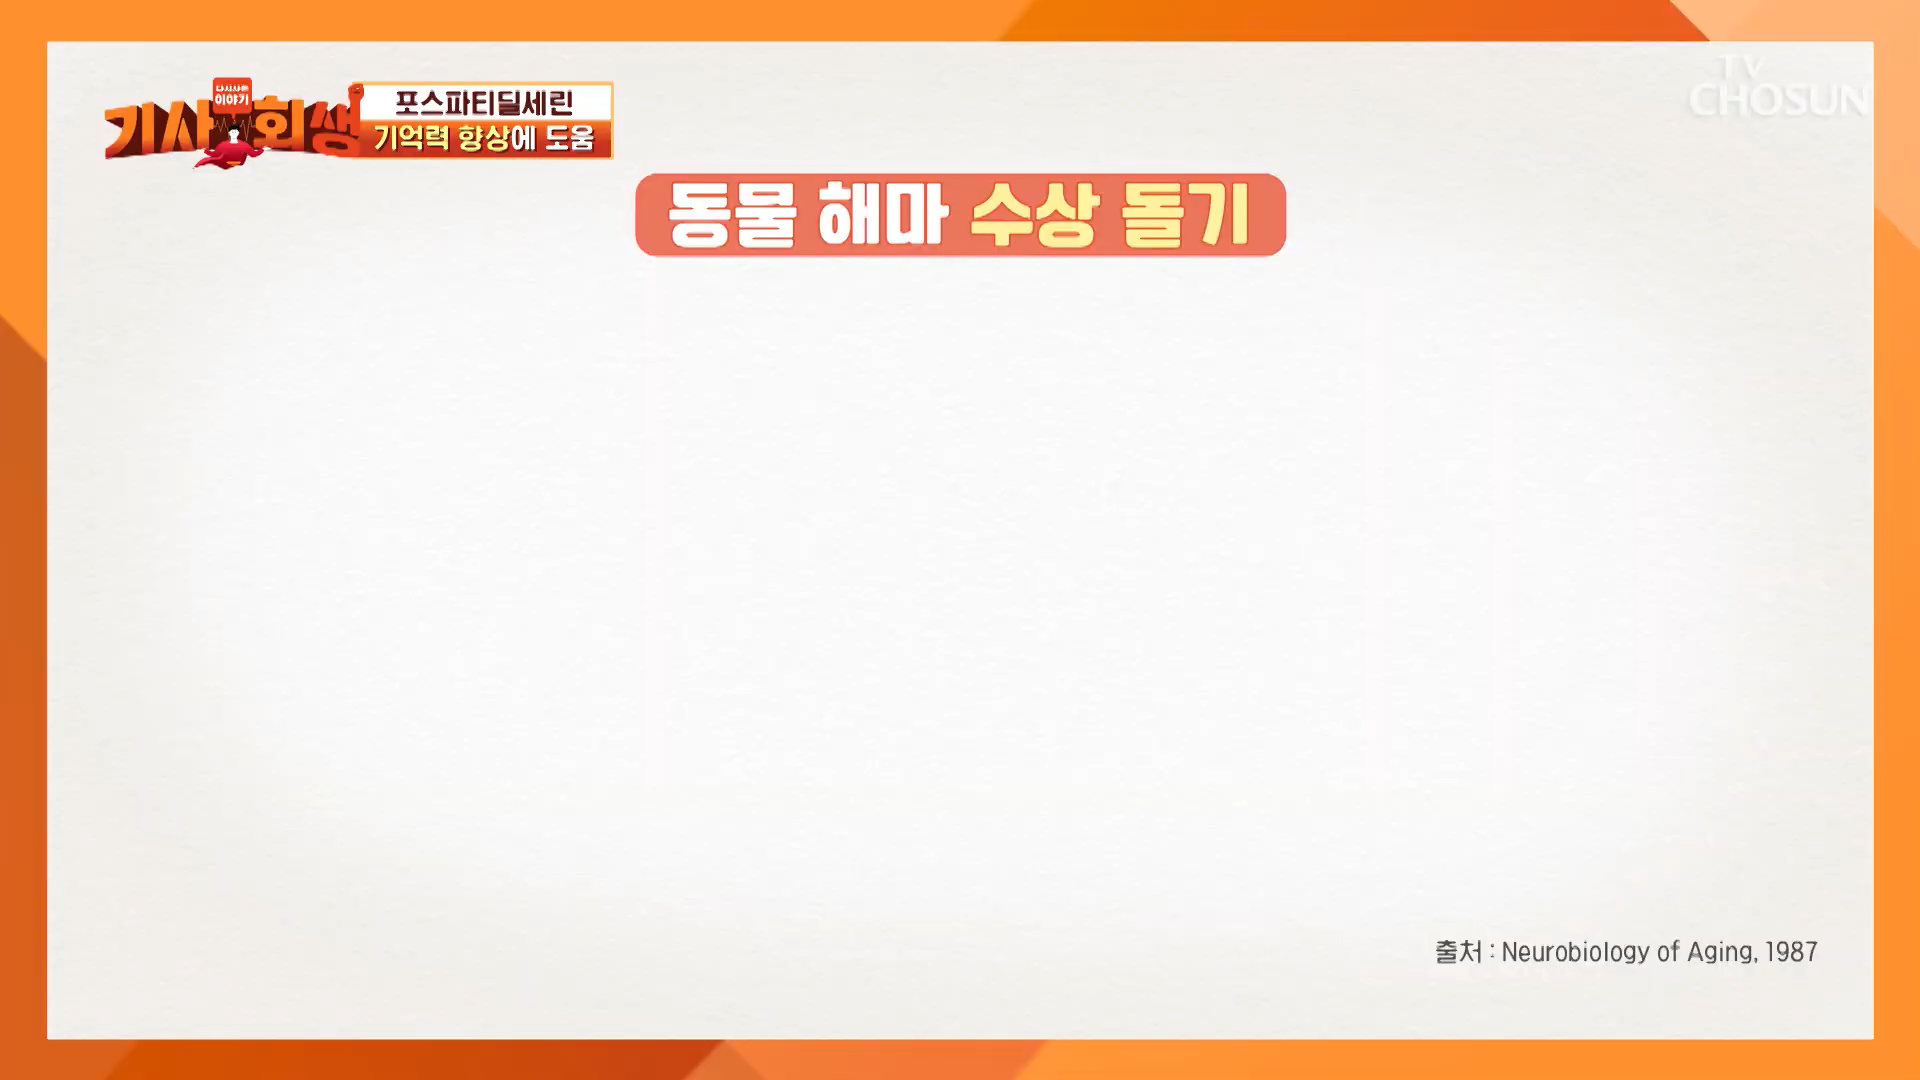 다시 사는
이야기
기사회생
포스파티딜세린
기억력 향상에 도움
TV
CHOSUN
동물 해마 수상 돌기
출처 : Neurobiology of Aging, 1987